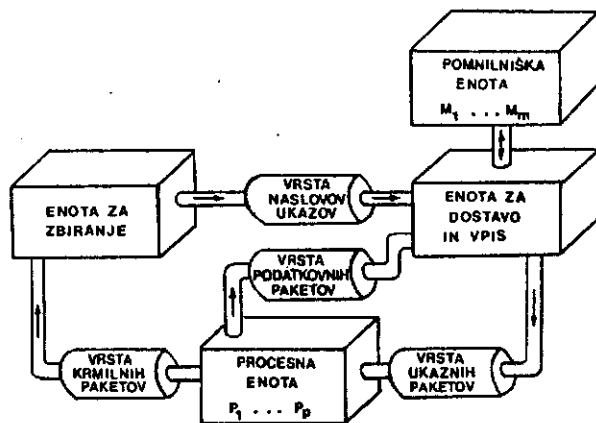 POMNILNIŠKA
ENOTA
M₁ . . . Mₘ
VRSTA
NASLOVOV
UKAZOV
ENOTA ZA
ZBIRANJE
ENOTA ZA
DOSTAVO
IN VPIS
VRSTA
PODATKOVNIH
PAKETOV
VRSTA
KRMILNIH
PAKETOV
PROCESNA
ENOTA
P₁ . . . Pₚ
VRSTA
UKAZNIH
PAKETOV